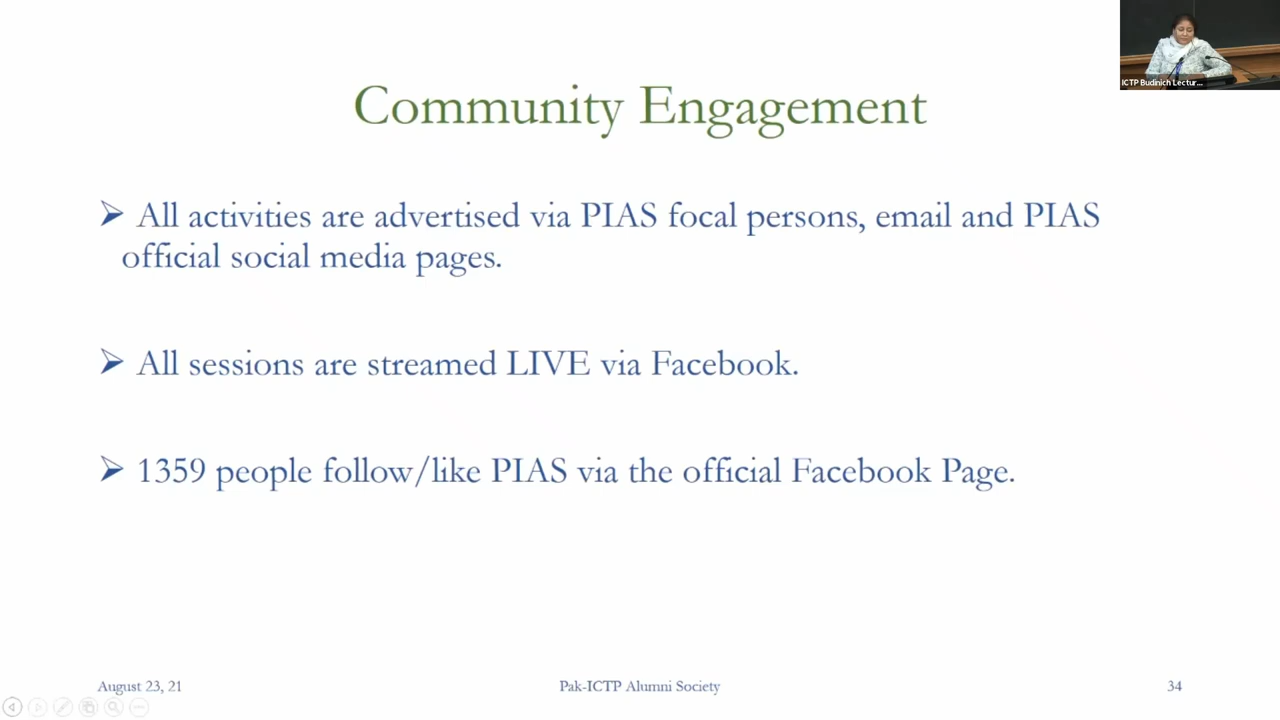 ICTP Budinich Lectur...
Community Engagement
➢ All activities are advertised via PIAS focal persons, email and PIAS
official social media pages.
➢ All sessions are streamed LIVE via Facebook.
➢ 1359 people follow/like PIAS via the official Facebook Page.
August 23, 21
Pak-ICTP Alumni Society
34